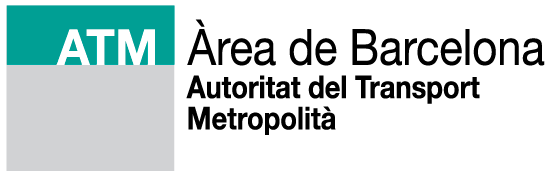 ATM
Àrea de Barcelona
Autoritat del Transport
Metropolità